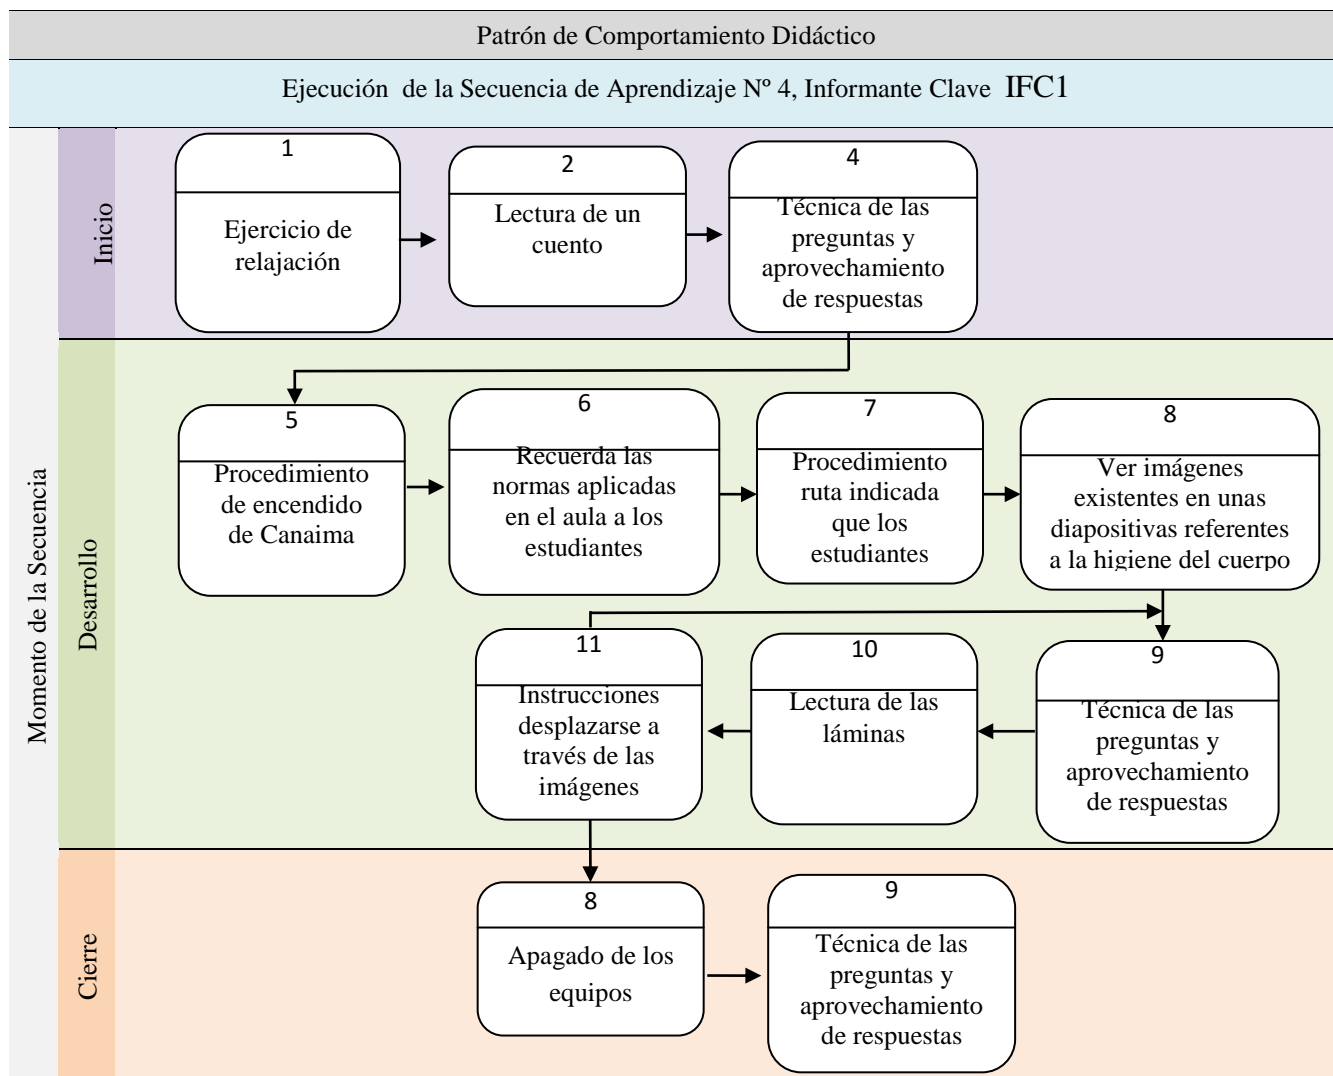 Patrón de Comportamiento Didáctico
Ejecución de la Secuencia de Aprendizaje Nº 4, Informante Clave IFC1
Momento de la Secuencia
Inicio
1
Ejercicio de
relajación
2
Lectura de un
cuento
4
Técnica de las
preguntas y
aprovechamiento
de respuestas
Desarrollo
5
Procedimiento
de encendido
de Canaima
6
Recuerda las
normas aplicadas
en el aula a los
estudiantes
7
Procedimiento
ruta indicada
que los
estudiantes
8
Ver imágenes
existentes en unas
diapositivas referentes
a la higiene del cuerpo
11
Instrucciones
desplazarse a
través de las
imágenes
10
Lectura de las
láminas
9
Técnica de las
preguntas y
aprovechamiento
de respuestas
Cierre
8
Apagado de los
equipos
9
Técnica de las
preguntas y
aprovechamiento
de respuestas